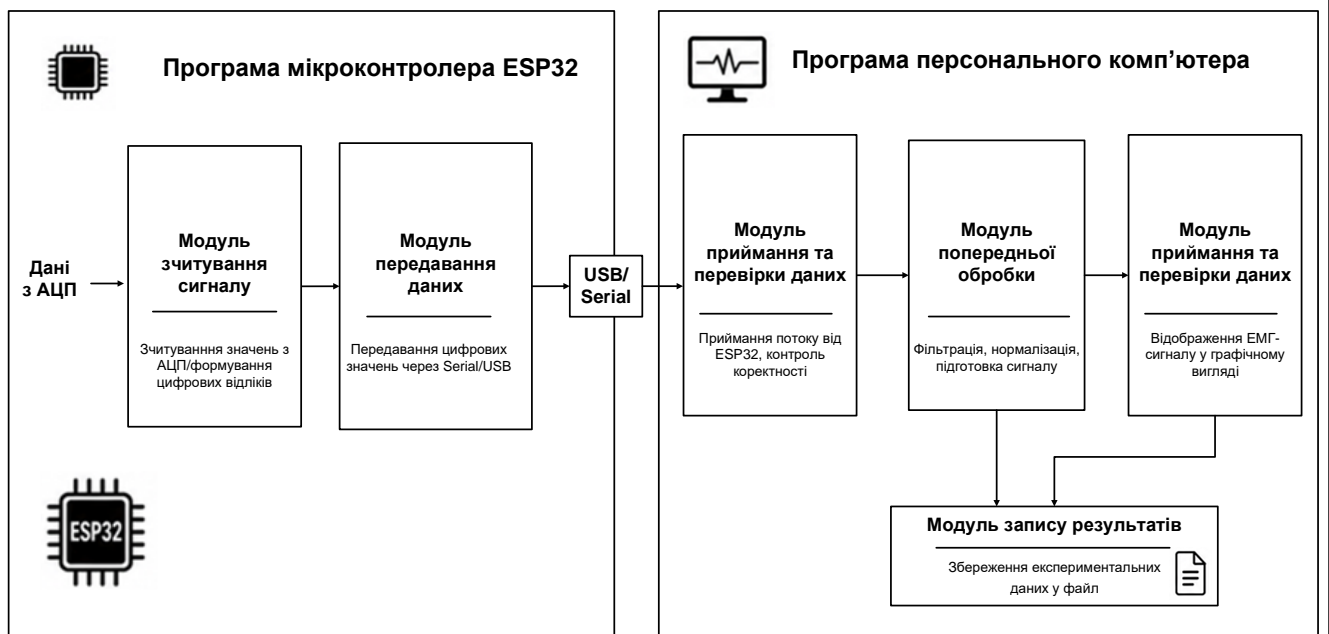 Програма мікроконтролера ESP32
Дані
з АЦП
Модуль
зчитування
сигналу
Зчитуванння значень з
АЦП/формування
цифрових відліків
Модуль
передавання
даних
Передавання цифрових
значень через Serial/USB
ESP32
USB/
Serial
Програма персонального комп’ютера
Модуль
приймання та
перевірки даних
Приймання потоку від
ESP32, контроль
коректності
Модуль
попередньої
обробки
Фільтрація, нормалізація,
підготовка сигналу
Модуль
приймання та
перевірки даних
Відображення ЕМГ-
сигналу у графічному
вигляді
Модуль запису результатів
Збереження експериментальних
даних у файл